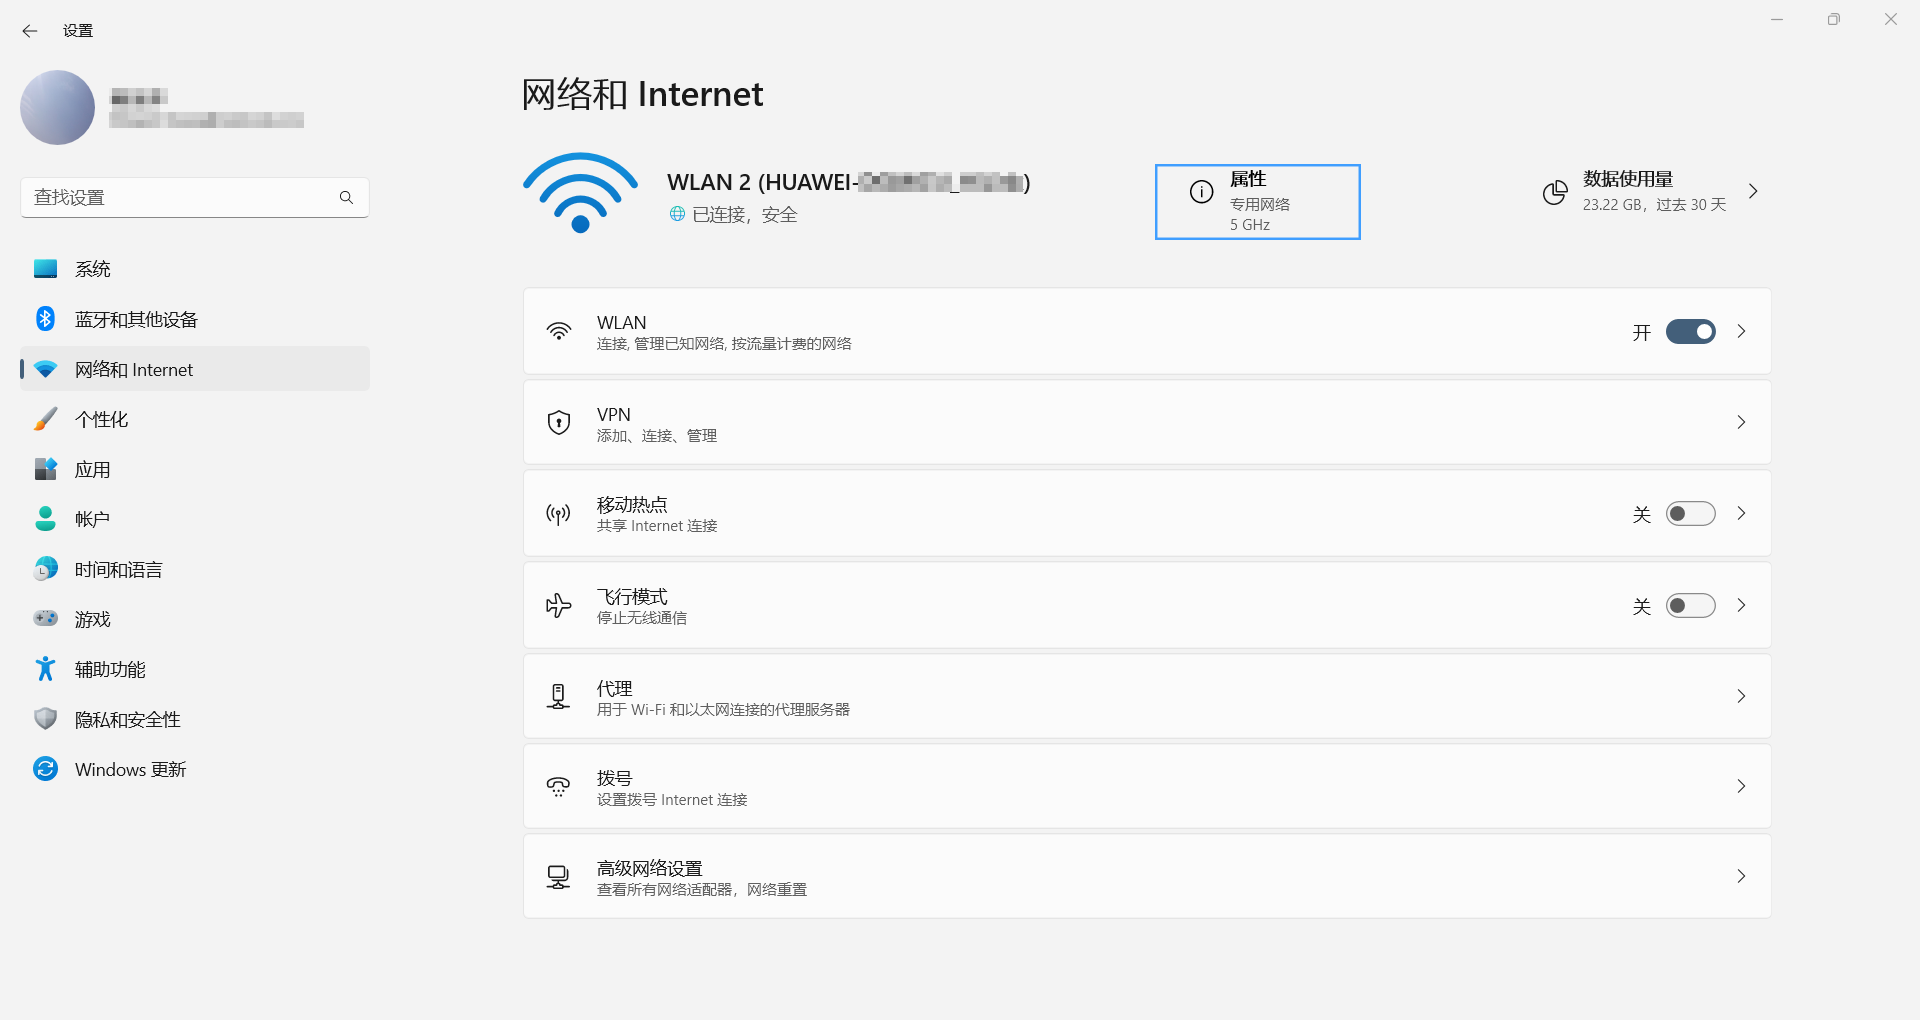 设置
查找设置
系统
蓝牙和其他设备
网络和 Internet
个性化
应用
帐户
时间和语言
游戏
辅助功能
隐私和安全性
Windows 更新
网络和 Internet
WLAN 2 (HUAWEI-
)
已连接，安全
属性
专用网络
5 GHz
数据使用量
23.22 GB，过去 30 天
WLAN
连接, 管理已知网络, 按流量计费的网络
开
VPN
添加、连接、管理
移动热点
共享 Internet 连接
关
飞行模式
停止无线通信
关
代理
用于 Wi-Fi 和以太网连接的代理服务器
拨号
设置拨号 Internet 连接
高级网络设置
查看所有网络适配器，网络重置